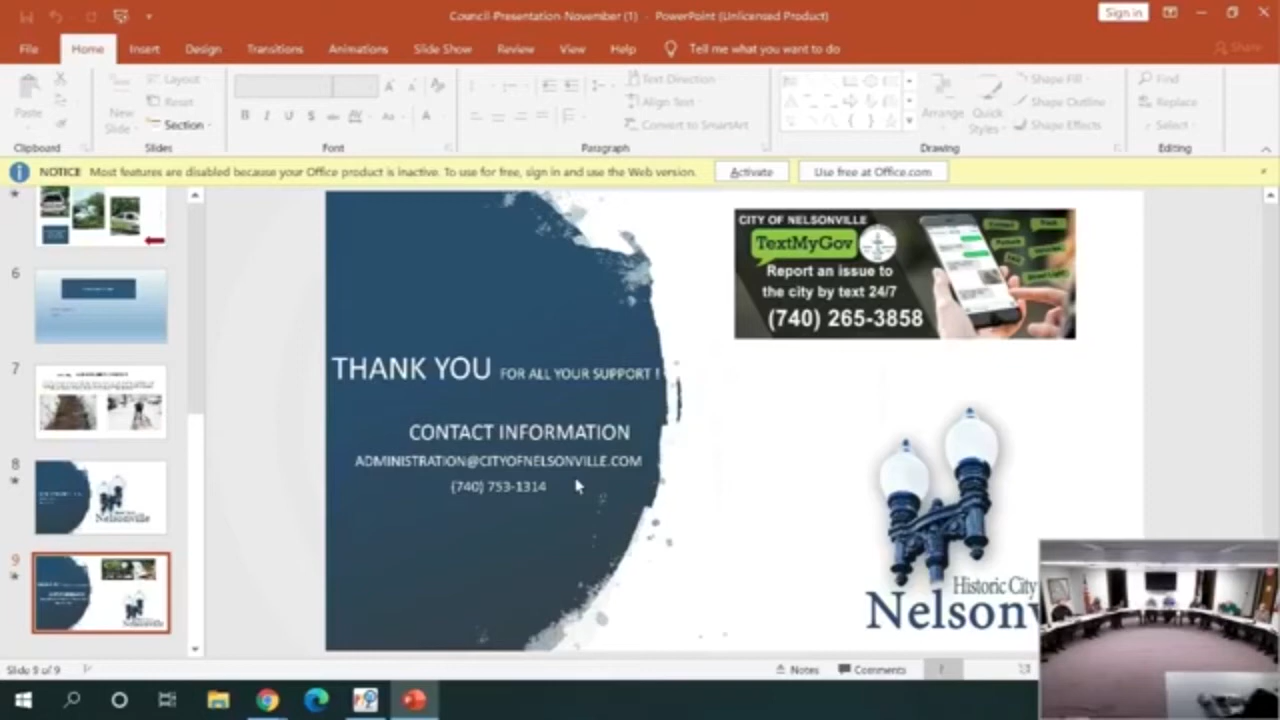 Council Presentation November (1) - PowerPoint (Unlicensed Product)
Sign in
File Home Insert Design Transitions Animations Slide Show Review View Help Tell me what you want to do Share
Paste
Clipboard
New Slide
Layout
Reset
Section
Slides
B I U S abc AV Aa A
Font
Text Direction
Align Text
Convert to SmartArt
Paragraph
Arrange
Quick Styles
Shape Fill
Shape Outline
Shape Effects
Drawing
Find
Replace
Select
Editing
NOTICE Most features are disabled because your Office product is inactive. To use for free, sign in and use the Web version.
Activate
Use free at Office.com
6
7
8
Nelsonville
9
CITY OF NELSONVILLE
TextMyGov
Report an issue to
the city by text 24/7
(740) 265-3858
THANK YOU FOR ALL YOUR SUPPORT !
CONTACT INFORMATION
ADMINISTRATION@CITYOFNELSONVILLE.COM
(740) 753-1314
Historic City
Nelsonv
Slide 9 of 9
Notes
Comments